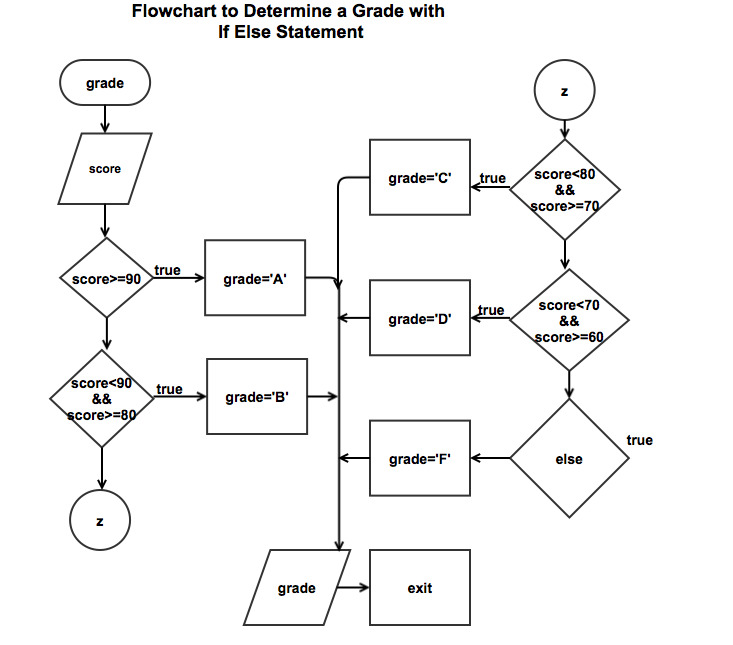 Flowchart to Determine a Grade with
If Else Statement
grade
score
score>=90
true
grade='A'
score<90
&&
score>=80
true
grade='B'
z
z
score<80
&&
score>=70
true
grade='C'
score<70
&&
score>=60
true
grade='D'
else
true
grade='F'
grade
exit